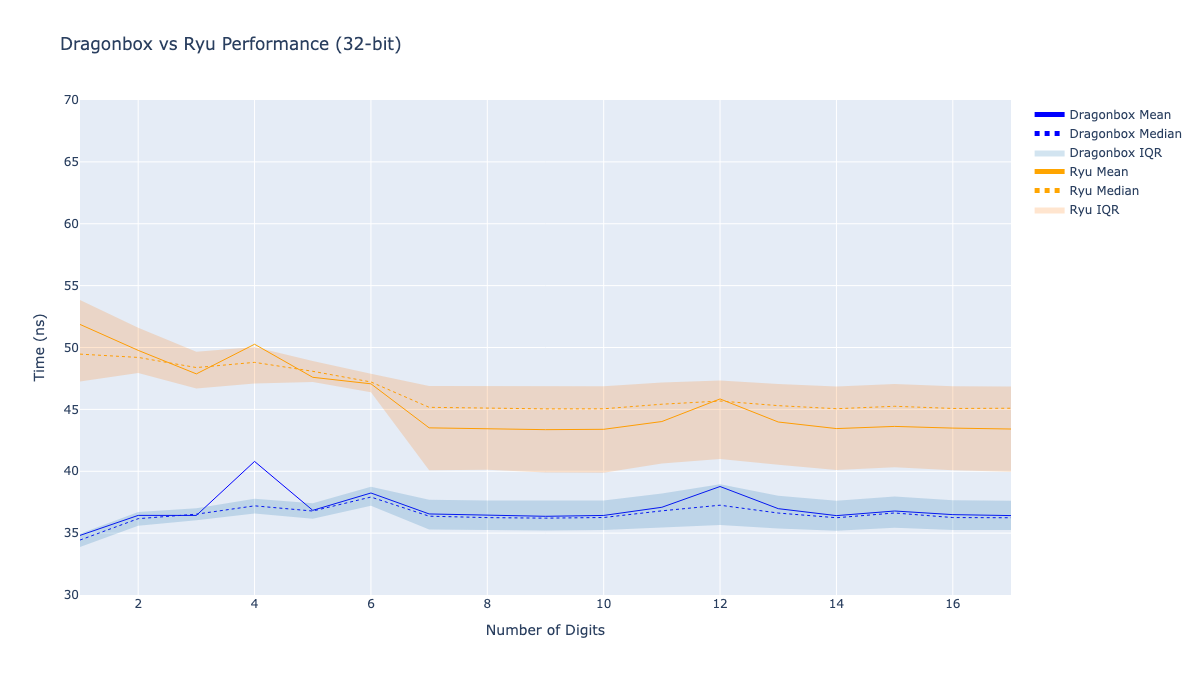 Dragonbox vs Ryu Performance (32-bit)
70
65
60
55
50
45
40
35
30
Time (ns)
2 4 6 8 10 12 14 16
Number of Digits
Dragonbox Mean
Dragonbox Median
Dragonbox IQR
Ryu Mean
Ryu Median
Ryu IQR